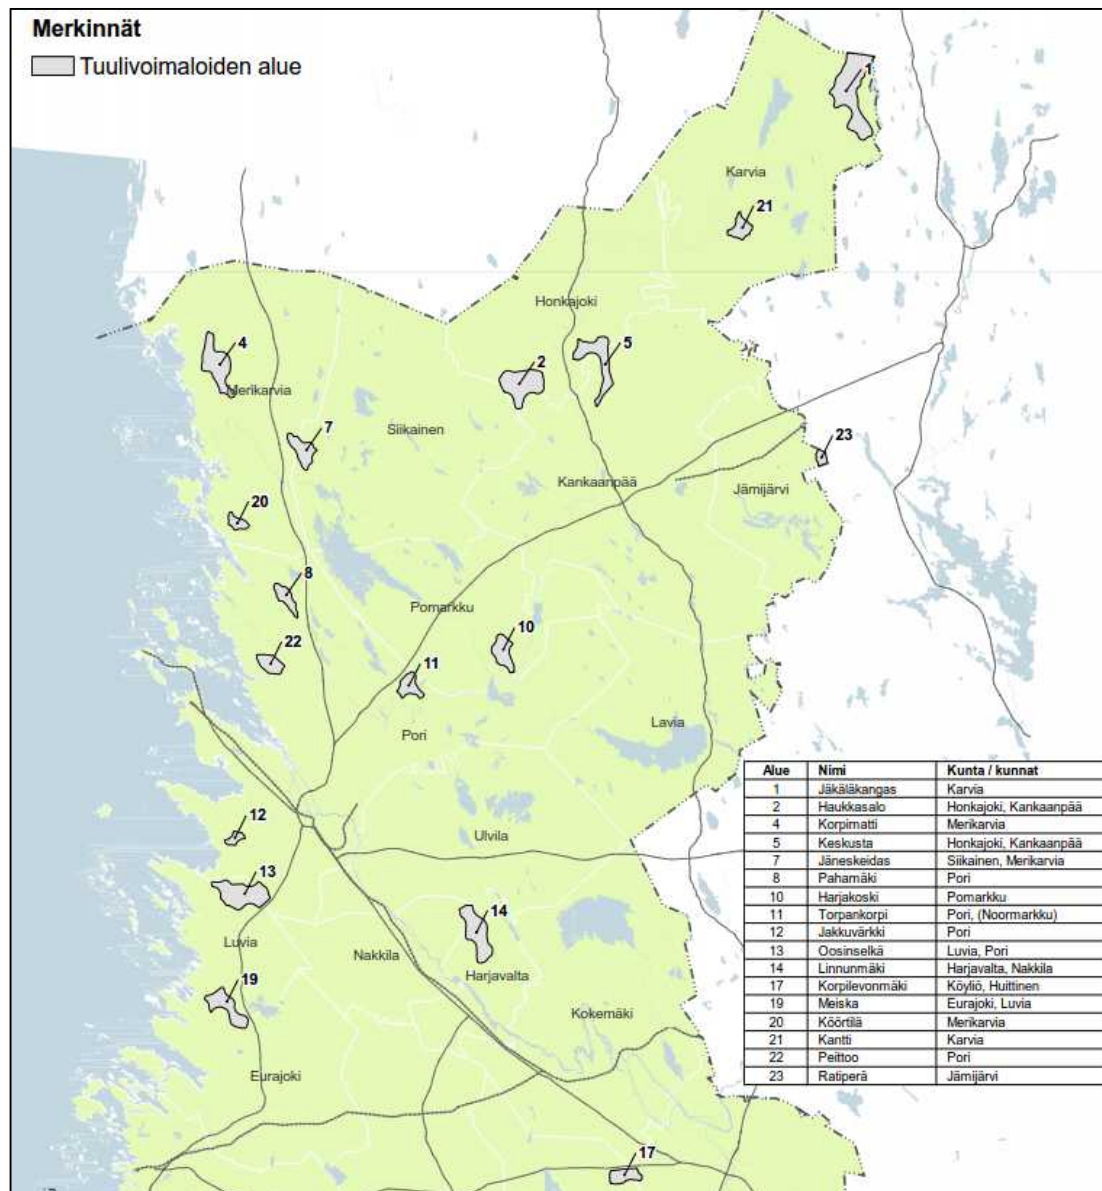 Merkinnät
Tuulivoimaloiden alue
1
Karvia
21
Honkajoki
4
2
5
Merikarvia
7
Siikainen
23
Kankaanpää
Jämijärvi
20
8
Pomarkku
10
22
11
Pori
Lavia
12
Ulvila
13
14
Luvia
Nakkila
Harjavalta
19
Kokemäki
Eurajoki
17
Alue Nimi Kunta / kunnat
1 Jäkäläkangas Karvia
2 Haukkasalo Honkajoki, Kankaanpää
4 Korpimatti Merikarvia
5 Keskusta Honkajoki, Kankaanpää
7 Jäneskeidas Siikainen, Merikarvia
8 Pahamäki Pori
10 Harjakoski Pomarkku
11 Torpankorpi Pori, (Noormarkku)
12 Jakkuvärkki Pori
13 Oosinselkä Luvia, Pori
14 Linnunmäki Harjavalta, Nakkila
17 Korpilevonmäki Köyliö, Huittinen
19 Meiska Eurajoki, Luvia
20 Köörtilä Merikarvia
21 Kantti Karvia
22 Peittoo Pori
23 Ratiperä Jämijärvi